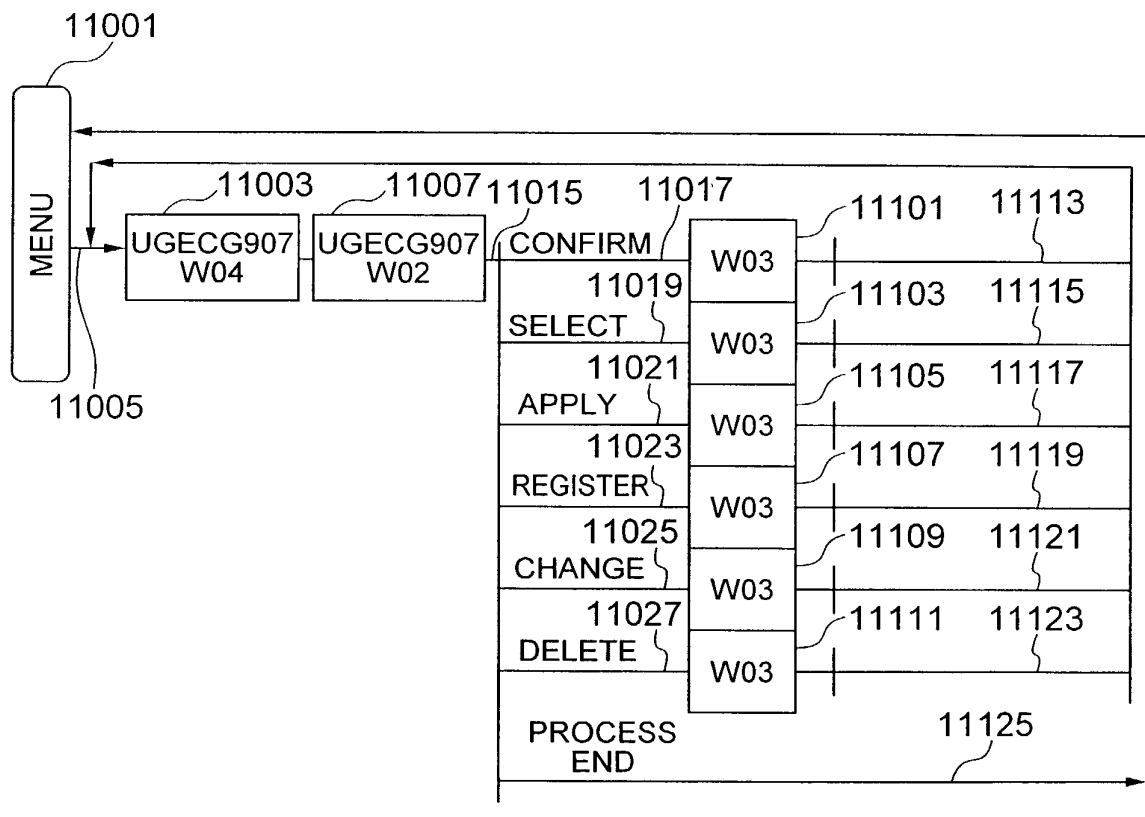 11001
11003
11007
11015
11017
11101
11113
MENU
UGECG907
W04
UGECG907
W02
CONFIRM
W03
11019
11103
11115
SELECT
W03
11005
11021
11105
11117
APPLY
W03
11023
11107
11119
REGISTER
W03
11025
11109
11121
CHANGE
W03
11027
11111
11123
DELETE
W03
PROCESS
END
11125